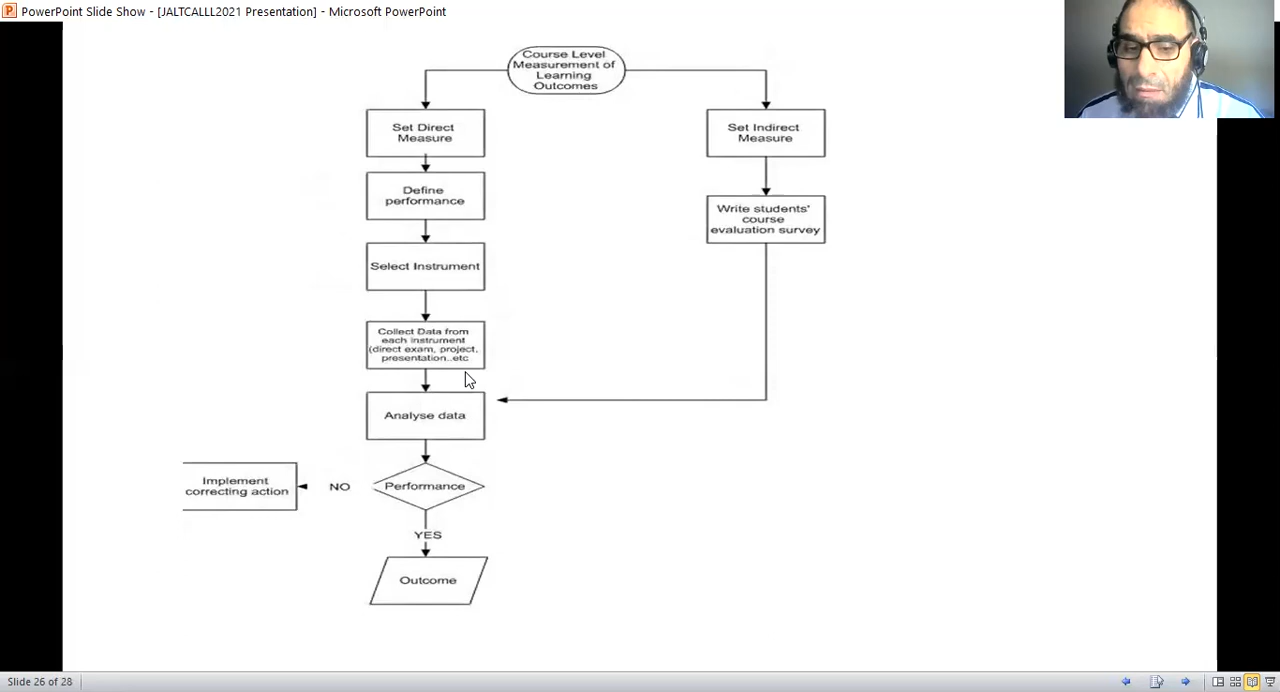 PowerPoint Slide Show - [JALTCALLL2021 Presentation] - Microsoft PowerPoint
Course Level
Measurement of
Learning
Outcomes
Set Direct
Measure
Set Indirect
Measure
Define
performance
Write students'
course
evaluation survey
Select Instrument
Collect Data from
each instrument
(direct exam, project,
presentation..etc
Analyse data
Performance
NO
Implement
correcting action
YES
Outcome
Slide 26 of 28